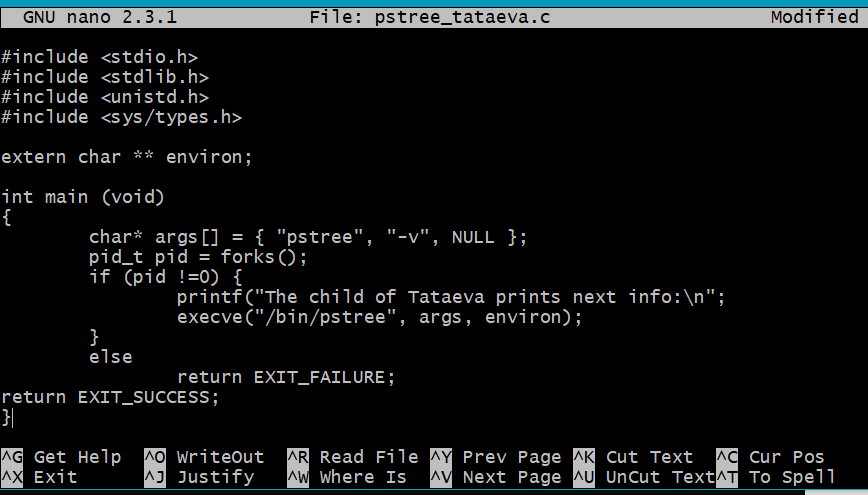 GNU nano 2.3.1 File: pstree_tataeva.c Modified
#include <stdio.h>
#include <stdlib.h>
#include <unistd.h>
#include <sys/types.h>
extern char ** environ;
int main (void)
{
        char* args[] = { "pstree", "-v", NULL };
        pid_t pid = forks();
        if (pid !=0) {
                printf("The child of Tataeva prints next info:\n";
                execve("/bin/pstree", args, environ);
        }
        else
                return EXIT_FAILURE;
return EXIT_SUCCESS;
}
^G Get Help ^O WriteOut ^R Read File ^Y Prev Page ^K Cut Text ^C Cur Pos
^X Exit ^J Justify ^W Where Is ^V Next Page ^U UnCut Text ^T To Spell